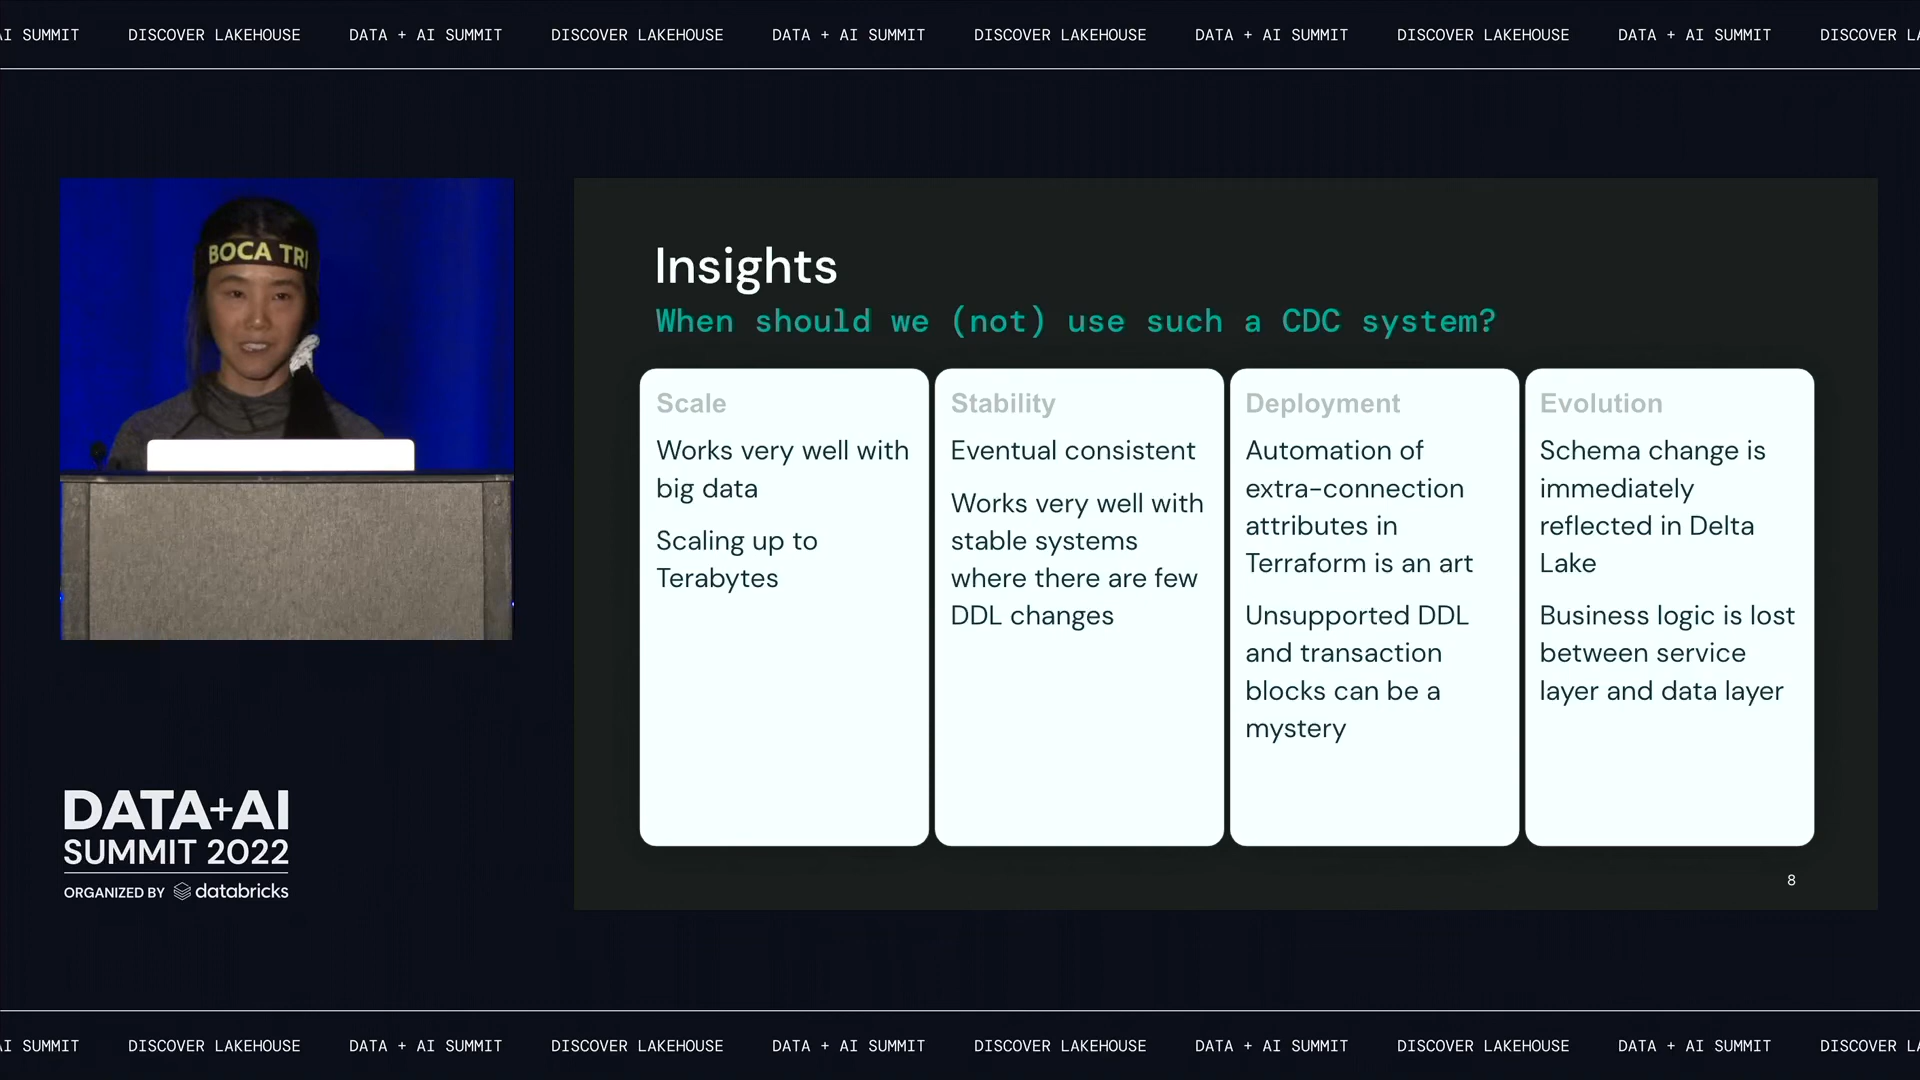 AI SUMMIT DISCOVER LAKEHOUSE DATA + AI SUMMIT DISCOVER LAKEHOUSE DATA + AI SUMMIT DISCOVER LAKEHOUSE DATA + AI SUMMIT DISCOVER LAKEHOUSE DATA + AI SUMMIT DISCOVER LA
BOCA TRI
Insights
When should we (not) use such a CDC system?
Scale
Works very well with
big data
Scaling up to
Terabytes
Stability
Eventual consistent
Works very well with
stable systems
where there are few
DDL changes
Deployment
Automation of
extra-connection
attributes in
Terraform is an art
Unsupported DDL
and transaction
blocks can be a
mystery
Evolution
Schema change is
immediately
reflected in Delta
Lake
Business logic is lost
between service
layer and data layer
8
DATA+AI
SUMMIT 2022
ORGANIZED BY databricks
AI SUMMIT DISCOVER LAKEHOUSE DATA + AI SUMMIT DISCOVER LAKEHOUSE DATA + AI SUMMIT DISCOVER LAKEHOUSE DATA + AI SUMMIT DISCOVER LAKEHOUSE DATA + AI SUMMIT DISCOVER LA